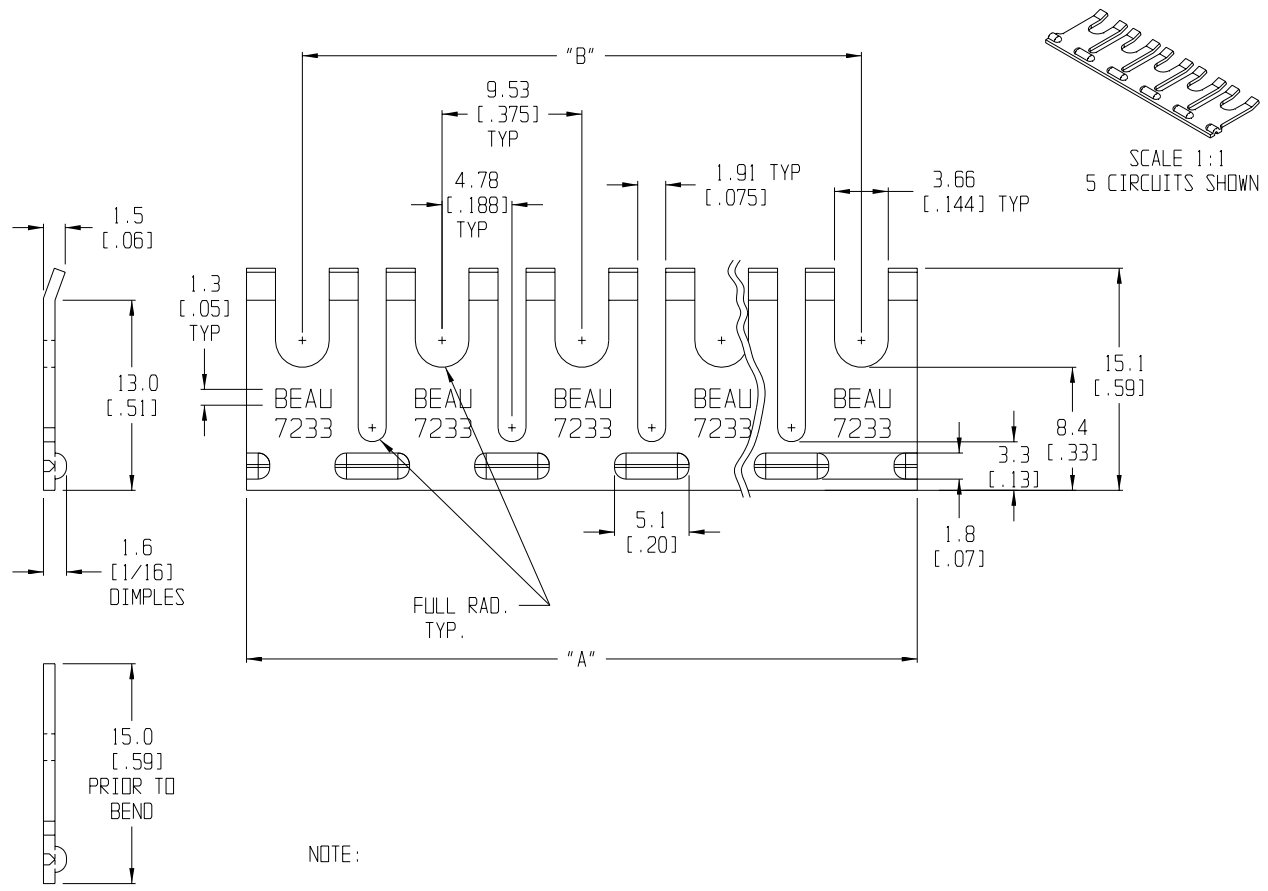 "B"
9.53
[.375]
TYP
4.78
[.188]
TYP
1.91 TYP
[.075]
3.66
[.144] TYP
SCALE 1:1
5 CIRCUITS SHOWN
1.5
[.06]
1.3
[.05]
TYP
13.0
[.51]
15.1
[.59]
BEAU
7233
BEAU
7233
BEAU
7233
BEAU
7233
BEAU
7233
8.4
[.33]
3.3
[.13]
5.1
[.20]
1.8
[.07]
1.6
[1/16]
DIMPLES
FULL RAD.
TYP.
"A"
15.0
[.59]
PRIOR TO
BEND
NOTE: